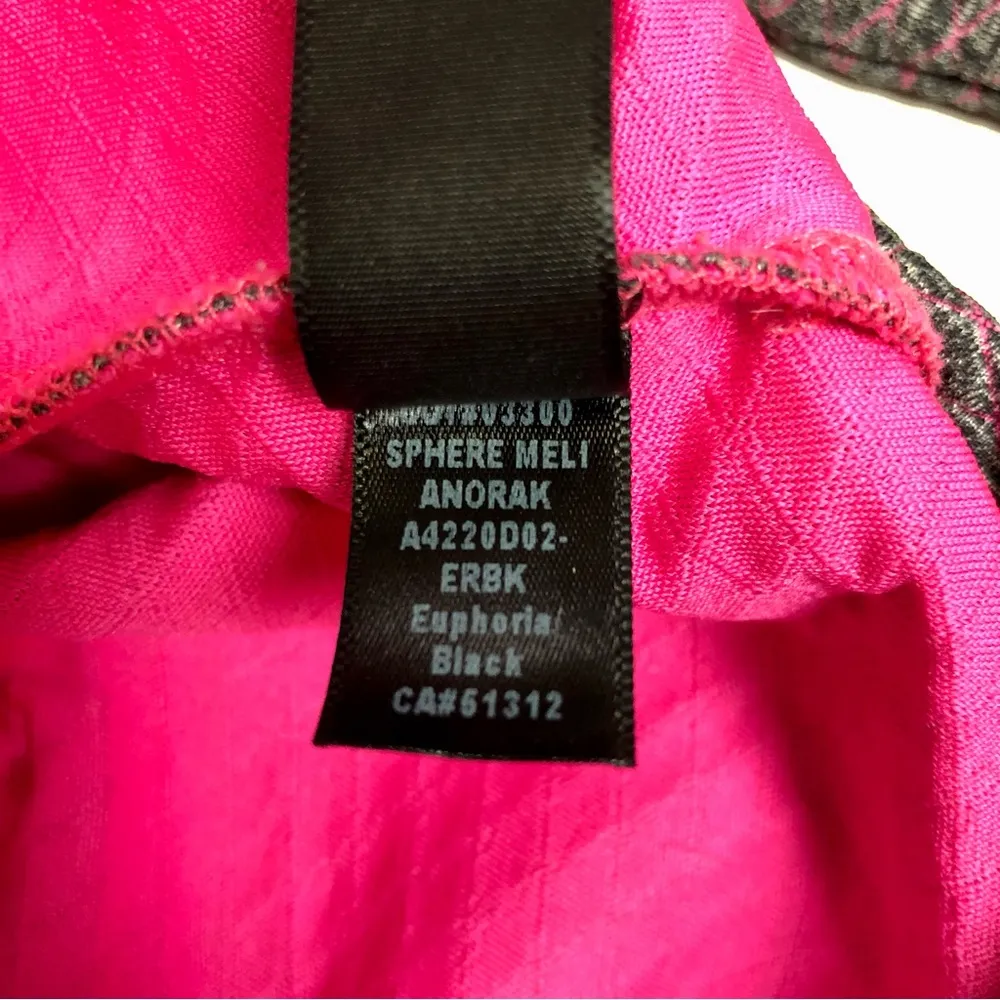 SPHERE MELI
ANORAK
A4220D02-
ERBK
Euphoria/
Black
CA#51312